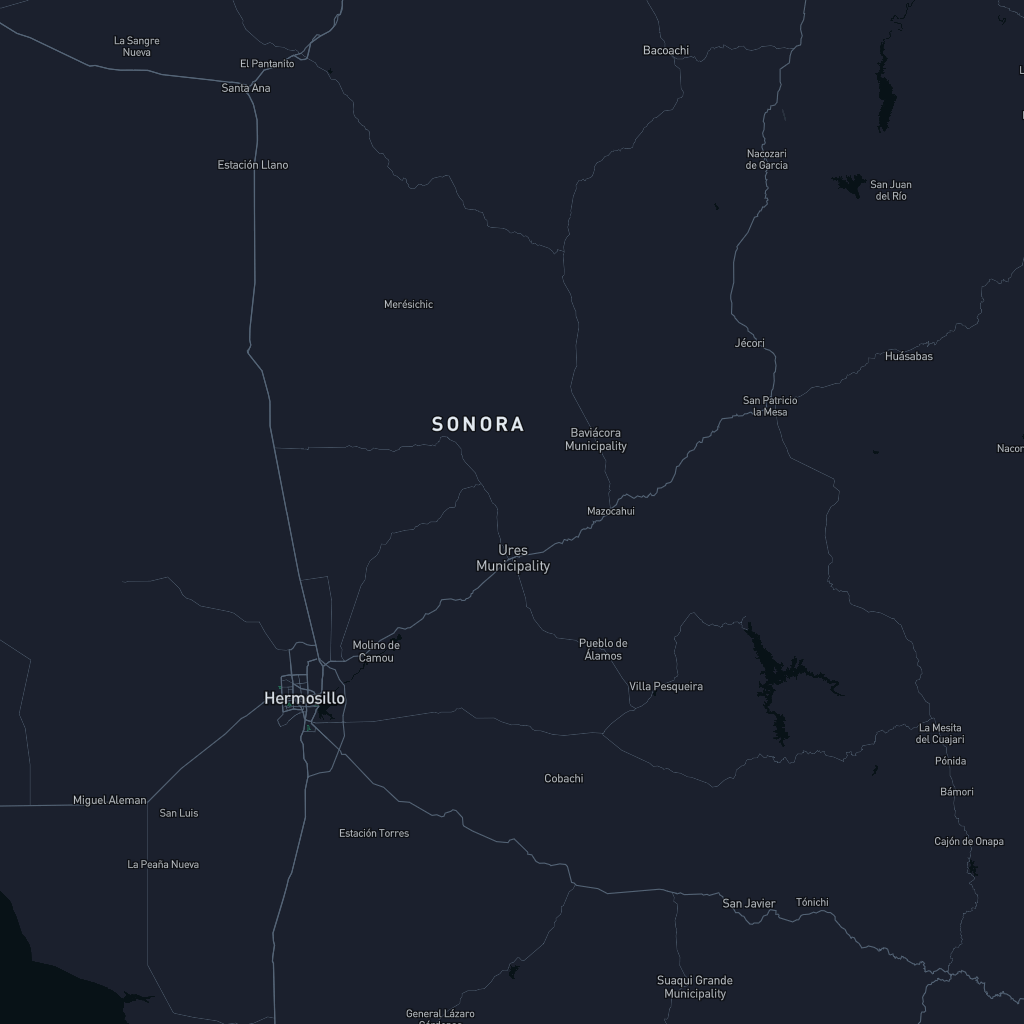 La Sangre
Nueva
Bacoachi
El Pantanito
Santa Ana
Estación Llano
Nacozari
de Garcia
San Juan
del Río
Merésichic
Jécori
Huásabas
San Patricio
la Mesa
SONORA
Baviácora
Municipality
Nacor
Mazocahui
Ures
Municipality
Molino de
Camou
Pueblo de
Álamos
Villa Pesqueira
Hermosillo
La Mesita
del Cuajari
Pónida
Cobachi
Bámori
Miguel Aleman
San Luis
Estación Torres
Cajón de Onapa
La Peaña Nueva
San Javier
Tónichi
Suaqui Grande
Municipality
General Lázaro